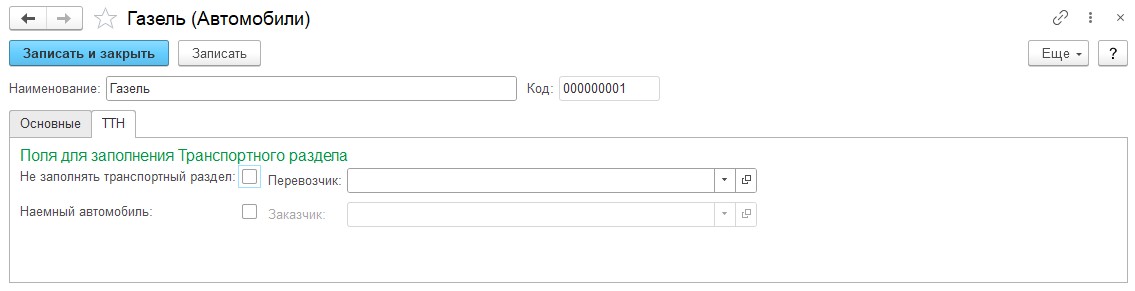 Газель (Автомобили)
Записать и закрыть Записать Еще ?
Наименование: Газель Код: 000000001
Основные ТТН
Поля для заполнения Транспортного раздела
Не заполнять транспортный раздел: Перевозчик:
Наемный автомобиль: Заказчик: